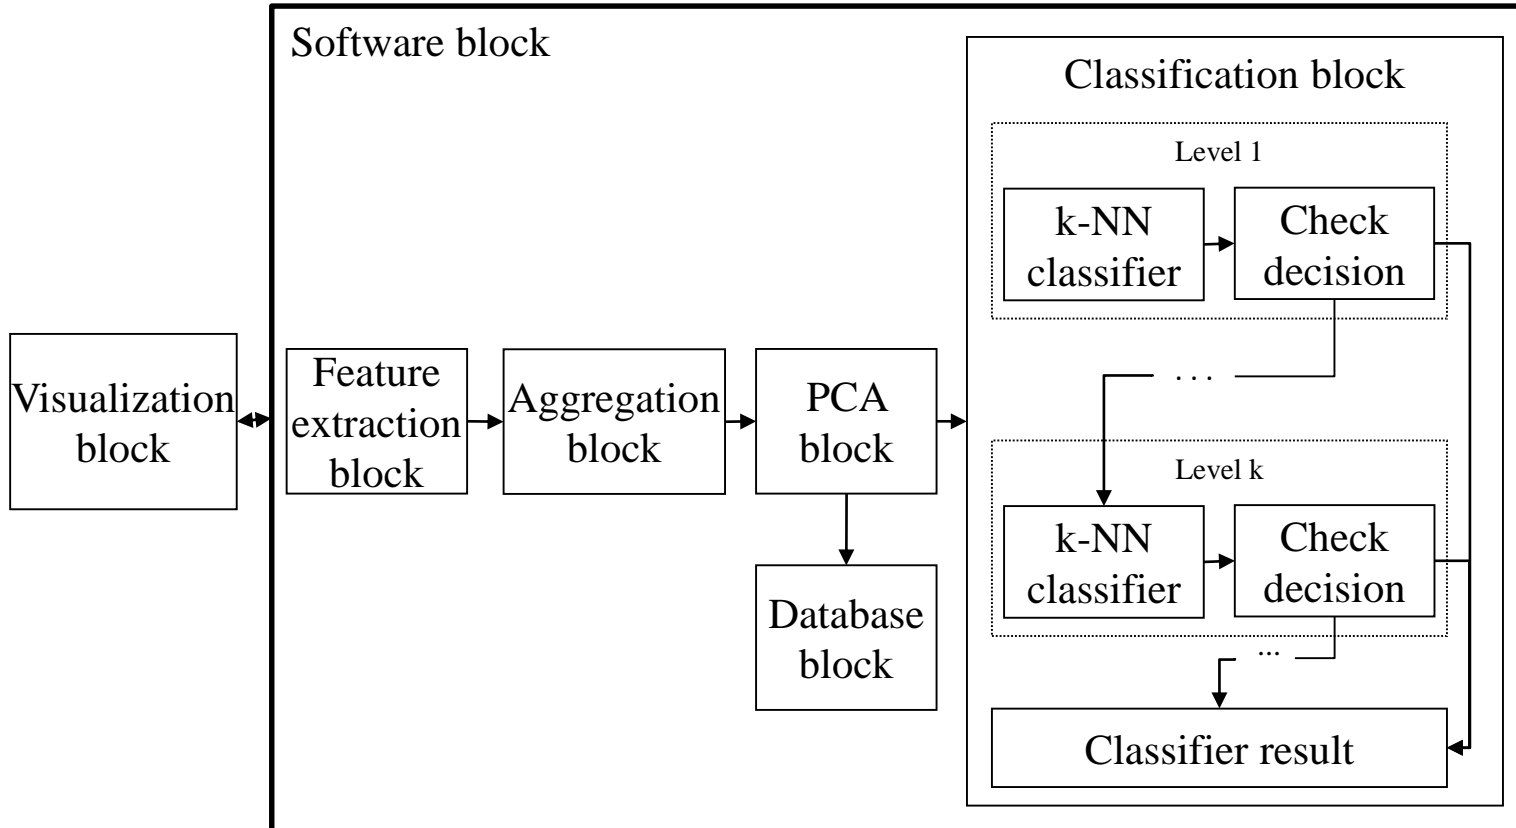 Software block
Classification block
Level 1
k-NN
classifier
Check
decision
. . .
Visualization
block
Feature
extraction
block
Aggregation
block
PCA
block
Level k
k-NN
classifier
Check
decision
Database
block
...
Classifier result